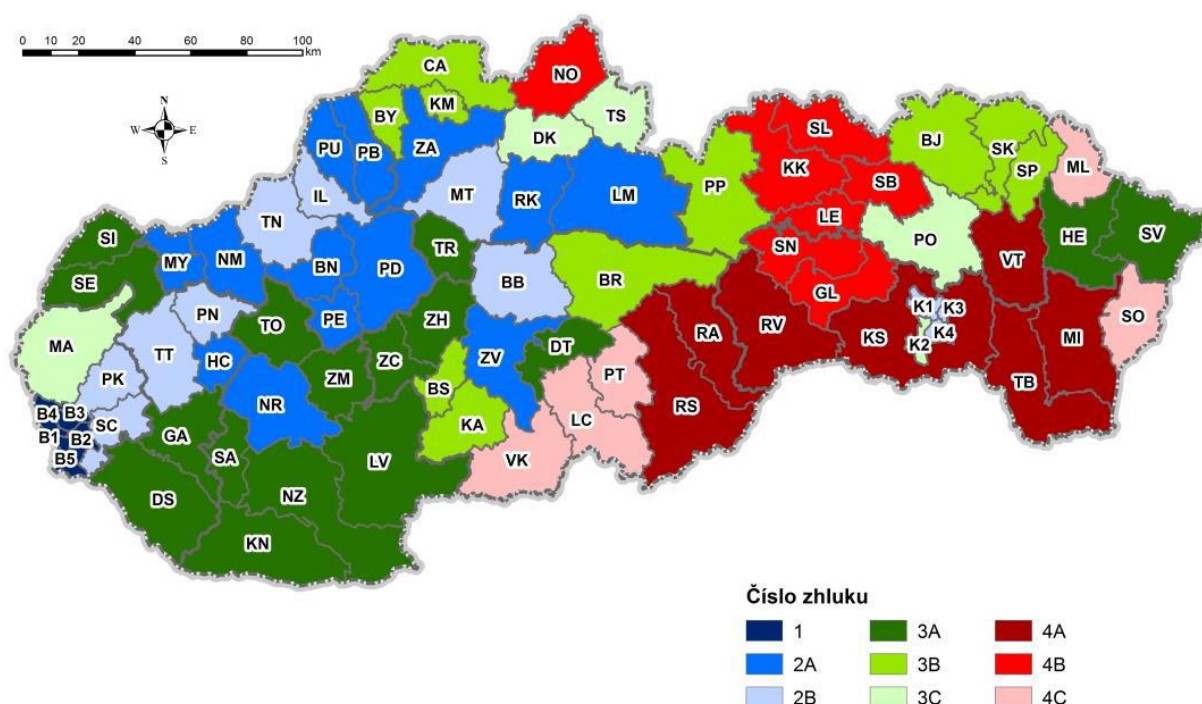 0 10 20 40 60 80 100
km
N
W E
S
CA
NO
BY
KM
TS
PU
PB
ZA
DK
SL
BJ
SK
SP
ML
IL
MT
RK
LM
PP
KK
SB
TN
LE
PO
HE
SV
SI
MY
NM
BN
PD
TR
BB
BR
SN
VT
SE
GL
K1
K3
SO
PN
TO
PE
ZH
RA
RV
KS
K2
K4
MI
MA
TT
HC
ZM
ZC
ZV
DT
TB
PK
NR
BS
PT
RS
B4
B3
SC
KA
LC
B1
B2
GA
B5
SA
LV
VK
DS
NZ
KN
Číslo zhluku
1 3A 4A
2A 3B 4B
2B 3C 4C